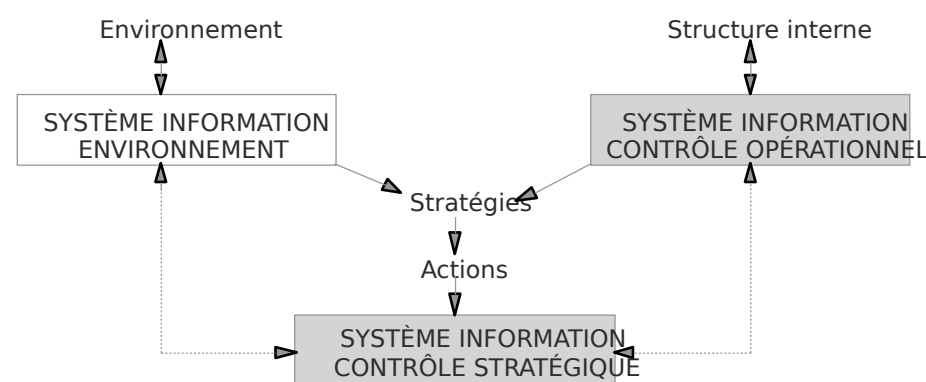 Environnement
Structure interne
SYSTÈME INFORMATION
ENVIRONNEMENT
SYSTÈME INFORMATION
CONTRÔLE OPÉRATIONNEL
Stratégies
Actions
SYSTÈME INFORMATION
CONTRÔLE STRATÉGIQUE